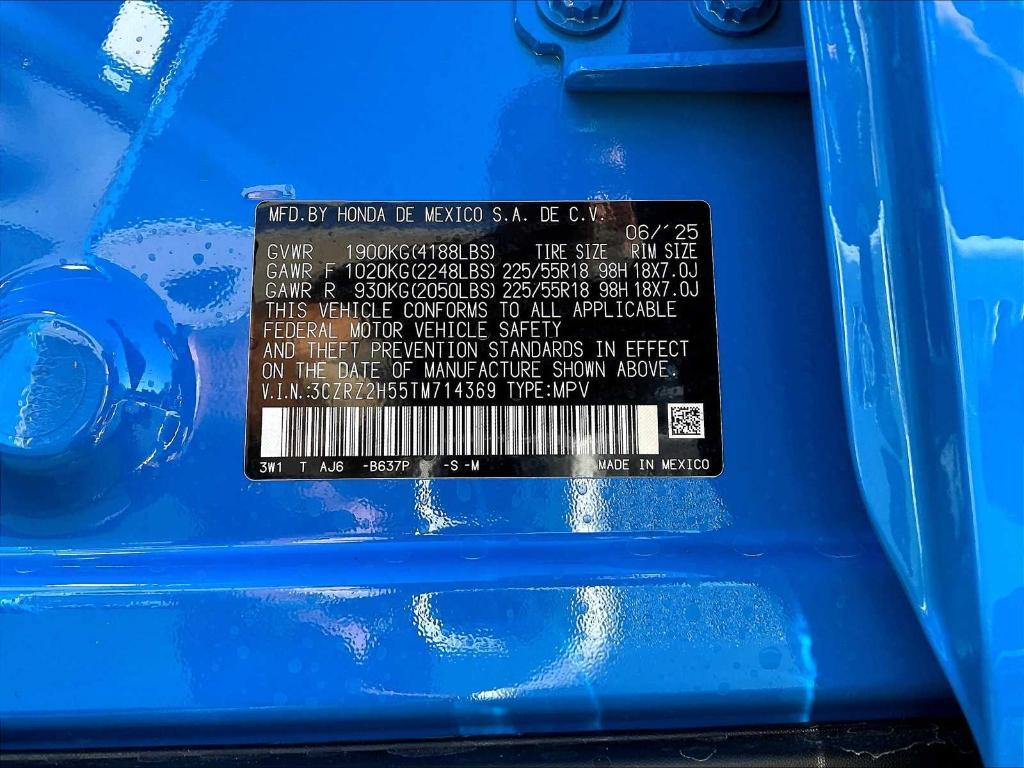 MFD.BY HONDA DE MEXICO S.A. DE C.V.
06/'25
GVWR 1900KG(4188LBS) TIRE SIZE RIM SIZE
GAWR F 1020KG(2248LBS) 225/55R18 98H 18X7.0J
GAWR R 930KG(2050LBS) 225/55R18 98H 18X7.0J
THIS VEHICLE CONFORMS TO ALL APPLICABLE
FEDERAL MOTOR VEHICLE SAFETY
AND THEFT PREVENTION STANDARDS IN EFFECT
ON THE DATE OF MANUFACTURE SHOWN ABOVE.
V.I.N.:3CZRZ2H55TM714369 TYPE:MPV
3W1 T AJ6 -B637P -S -M MADE IN MEXICO